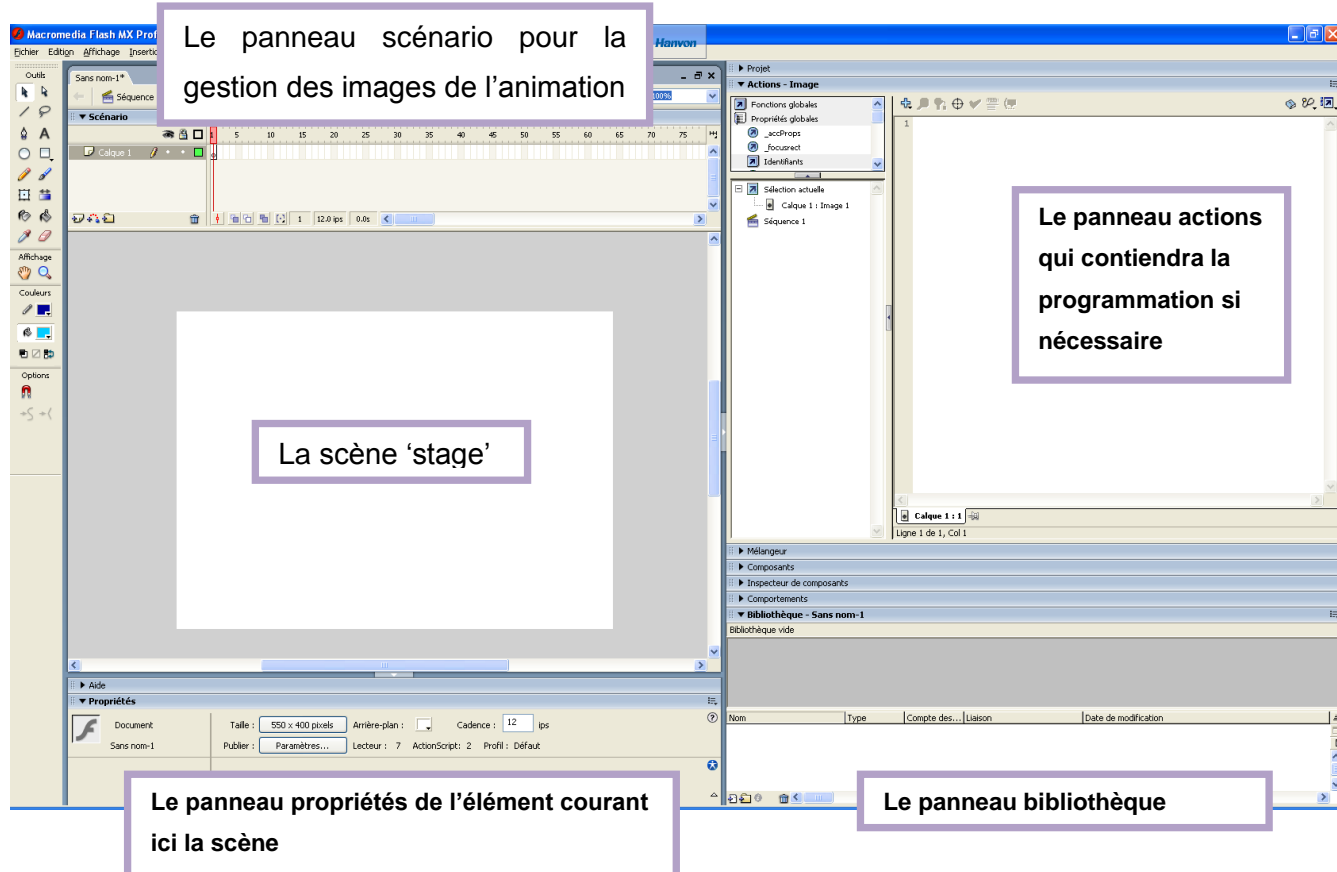 Macromedia Flash MX Prof
Le panneau scénario pour la
gestion des images de l’animation
Hanvon
Fichier Edition Affichage Insertic
Outils
Sans nom-1*
Séquence
100%
Scénario
5 10 15 20 25 30 35 40 45 50 55 60 65 70 75
Calque 1
1 12.0 ips 0.0s
Affichage
Couleurs
Options
La scène ‘stage’
Aide
Propriétés
Document
Taille : 550 x 400 pixels Arrière-plan : Cadence : 12 ips
Sans nom-1
Publier : Paramètres... Lecteur : 7 ActionScript: 2 Profil : Défaut
Le panneau propriétés de l’élément courant
ici la scène
Projet
Actions - Image
Fonctions globales
Propriétés globales
_accProps
_focusrect
Identifiants
Sélection actuelle
Calque 1 : Image 1
Séquence 1
1
Le panneau actions
qui contiendra la
programmation si
nécessaire
Calque 1 : 1
Ligne 1 de 1, Col 1
Mélangeur
Composants
Inspecteur de composants
Comportements
Bibliothèque - Sans nom-1
Bibliothèque vide
Nom Type Compte des... Liaison Date de modification
Le panneau bibliothèque